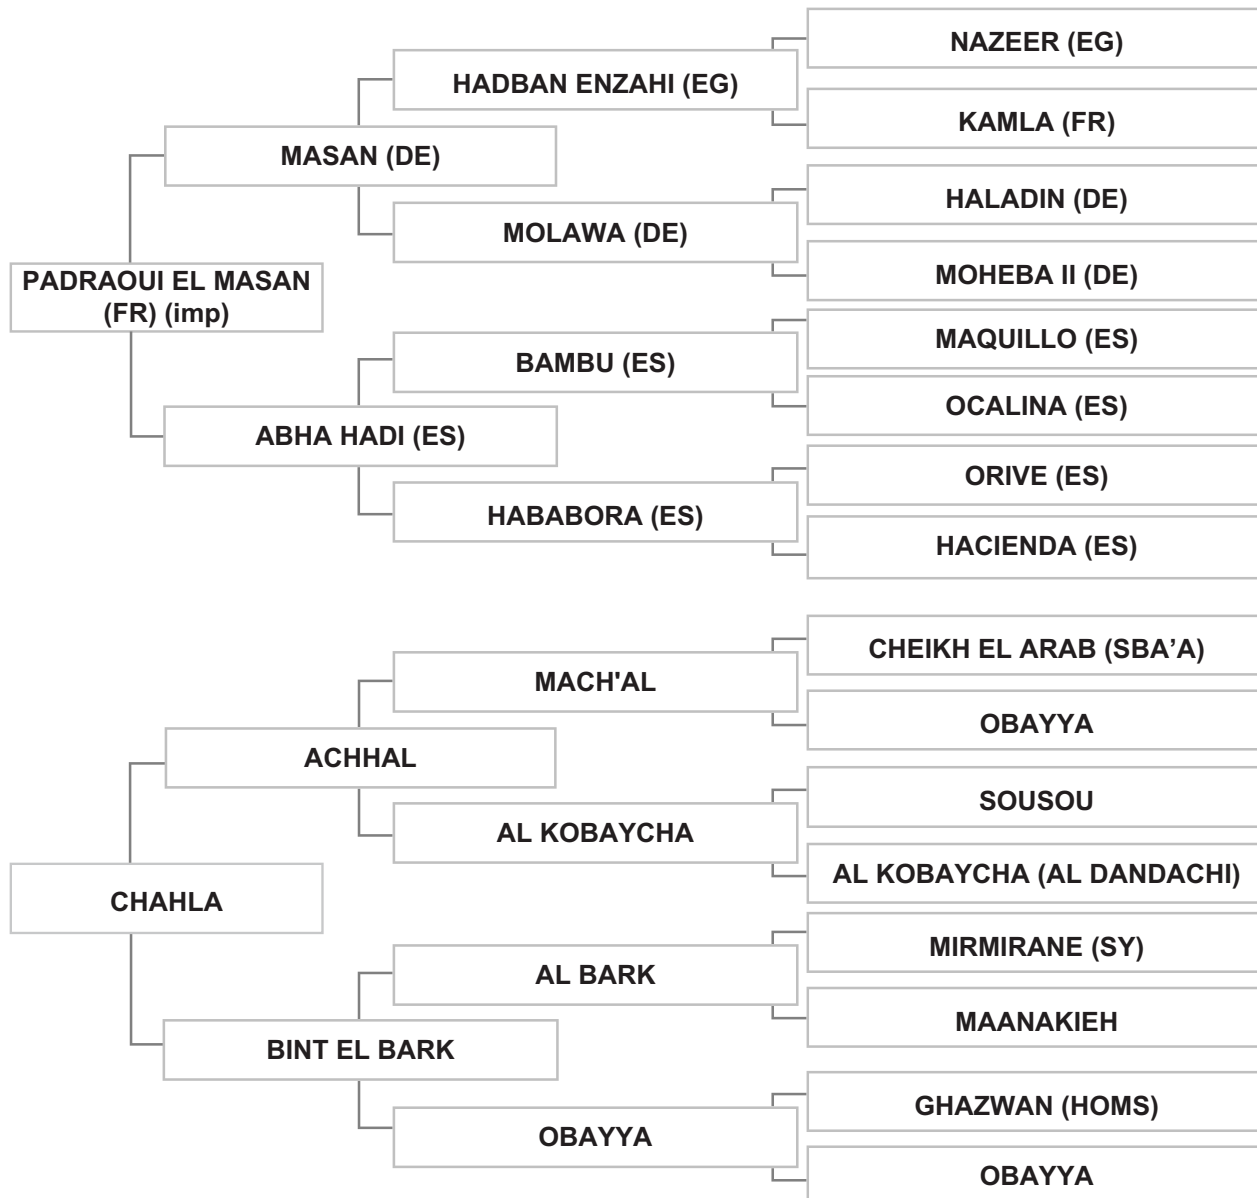 NAZEER (EG)
HADBAN ENZAHI (EG)
KAMLA (FR)
MASAN (DE)
HALADIN (DE)
MOLAWA (DE)
MOHEBA II (DE)
PADRAOUI EL MASAN
(FR) (imp)
MAQUILLO (ES)
BAMBU (ES)
OCALINA (ES)
ABHA HADI (ES)
ORIVE (ES)
HABABORA (ES)
HACIENDA (ES)
CHEIKH EL ARAB (SBA’A)
MACH'AL
OBAYYA
ACHHAL
SOUSOU
AL KOBAYCHA
AL KOBAYCHA (AL DANDACHI)
CHAHLA
MIRMIRANE (SY)
AL BARK
MAANAKIEH
BINT EL BARK
GHAZWAN (HOMS)
OBAYYA
OBAYYA